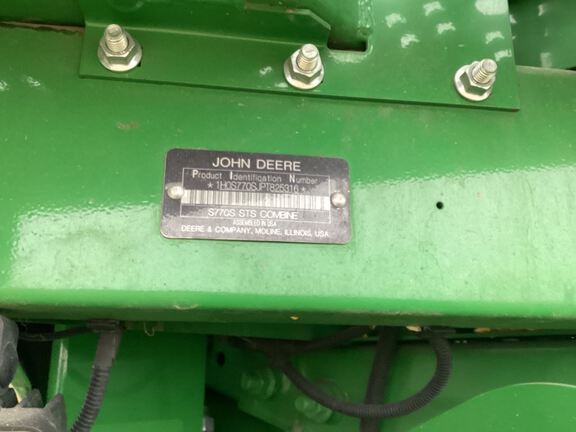 JOHN DEERE
Product Identification Number
*1H0S770SJPT825316*
S770S STS COMBINE
ASSEMBLED IN USA
DEERE & COMPANY, MOLINE, ILLINOIS, USA